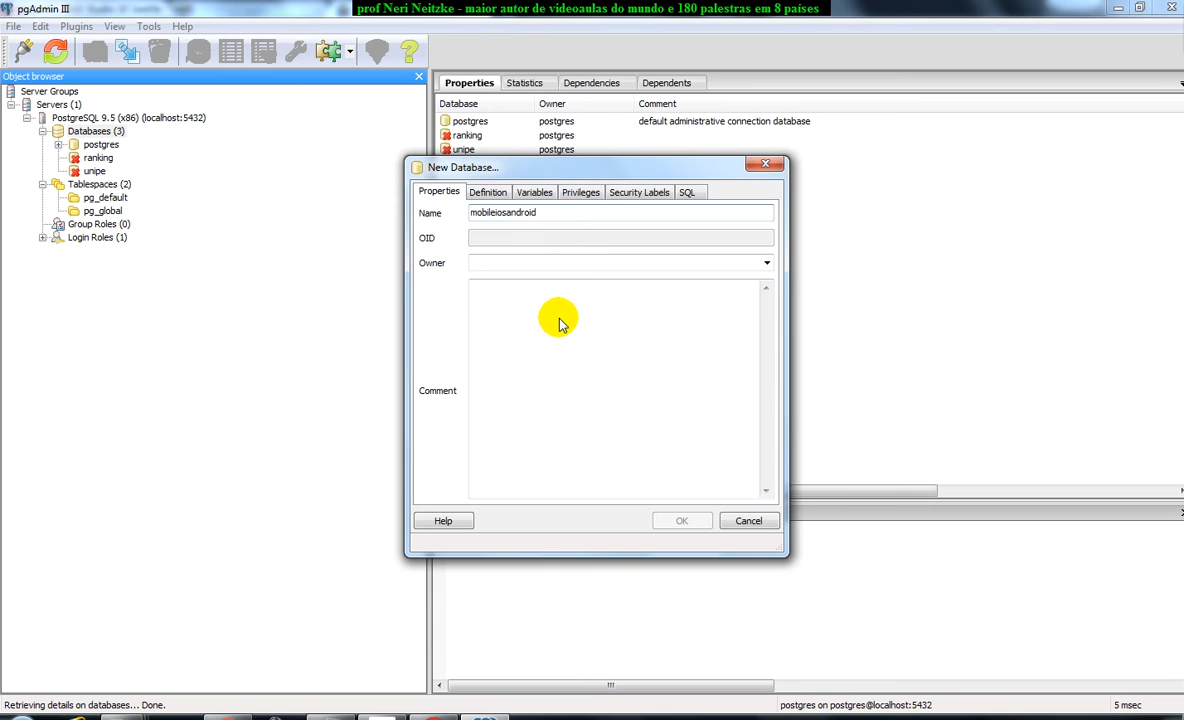 pgAdmin III
prof Neri Neitzke - maior autor de videoaulas do mundo e 180 palestras em 8 países
File Edit Plugins View Tools Help
Object browser
Server Groups
Servers (1)
PostgreSQL 9.5 (x86) (localhost:5432)
Databases (3)
postgres
ranking
unipe
Tablespaces (2)
pg_default
pg_global
Group Roles (0)
Login Roles (1)
Properties Statistics Dependencies Dependents
Database Owner Comment
postgres postgres default administrative connection database
ranking postgres
unipe postgres
New Database...
Properties Definition Variables Privileges Security Labels SQL
Name mobileiosandroid
OID
Owner
Comment
Help OK Cancel
Retrieving details on databases... Done. postgres on postgres@localhost:5432 5 msec